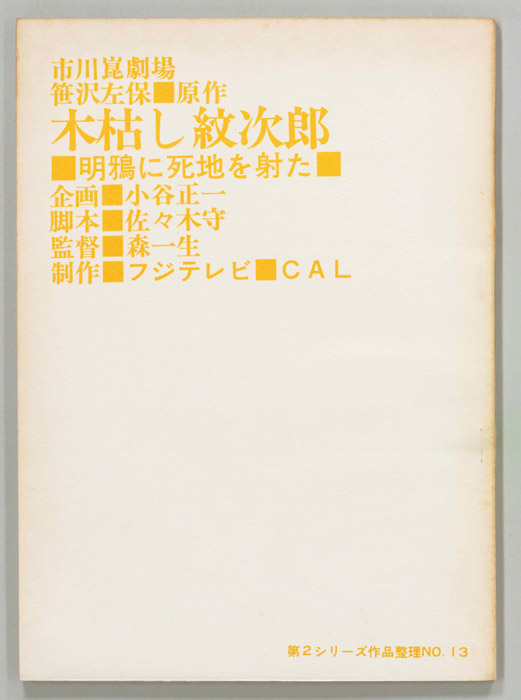 市川崑劇場
笹沢左保■原作
木枯し紋次郎
■明鴉に死地を射た■
企画■小谷正一
脚本■佐々木守
監督■森一生
制作■フジテレビ■CAL
第2シリーズ作品整理NO.13